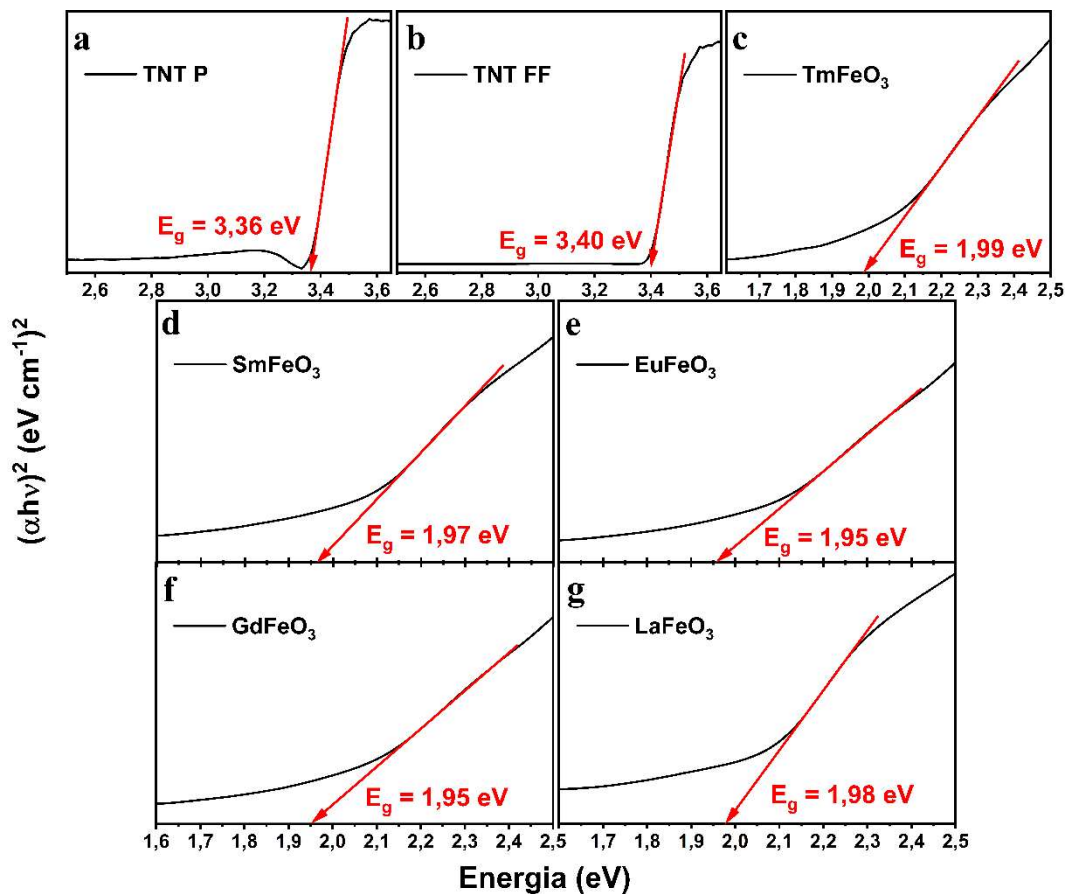 a
TNT P
E_g = 3,36 eV
2,6 2,8 3,0 3,2 3,4 3,6
b
TNT FF
E_g = 3,40 eV
2,6 2,8 3,0 3,2 3,4 3,6
c
TmFeO₃
E_g = 1,99 eV
1,7 1,8 1,9 2,0 2,1 2,2 2,3 2,4 2,5
(αhν)² (eV cm⁻¹)²
d
SmFeO₃
E_g = 1,97 eV
e
EuFeO₃
E_g = 1,95 eV
f
GdFeO₃
E_g = 1,95 eV
1,6 1,7 1,8 1,9 2,0 2,1 2,2 2,3 2,4 2,5
g
LaFeO₃
E_g = 1,98 eV
1,7 1,8 1,9 2,0 2,1 2,2 2,3 2,4 2,5
Energia (eV)